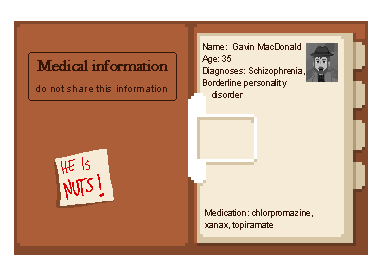 Medical information
do not share this information
HE IS
NUTS!
Name: Gavin MacDonald
Age: 35
Diagnoses: Schizophrenia,
Borderline personality
disorder
Medication: chlorpromazine,
xanax, topiramate